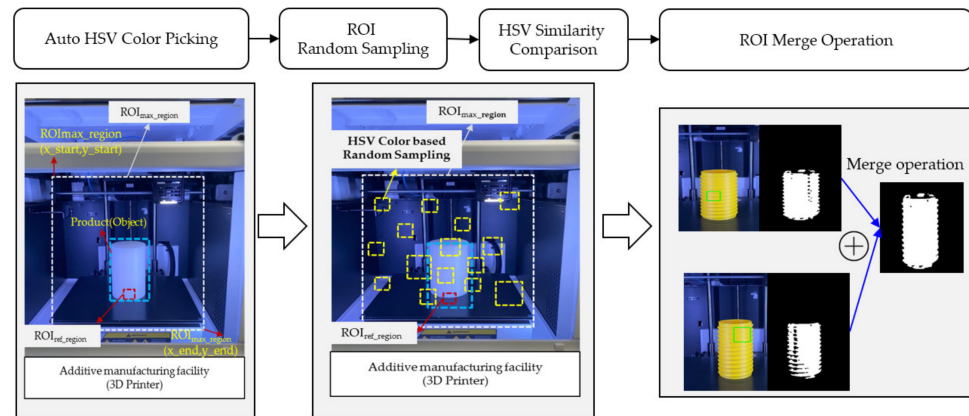 Auto HSV Color Picking
ROI
Random Sampling
HSV Similarity
Comparison
ROI Merge Operation
ROImax_region
ROImax_region
(x_start,y_start)
Product(Object)
ROIref_region
ROImax_region
(x_end,y_end)
Additive manufacturing facility
(3D Printer)
ROImax_region
HSV Color based
Random Sampling
ROIref_region
Additive manufacturing facility
(3D Printer)
Merge operation